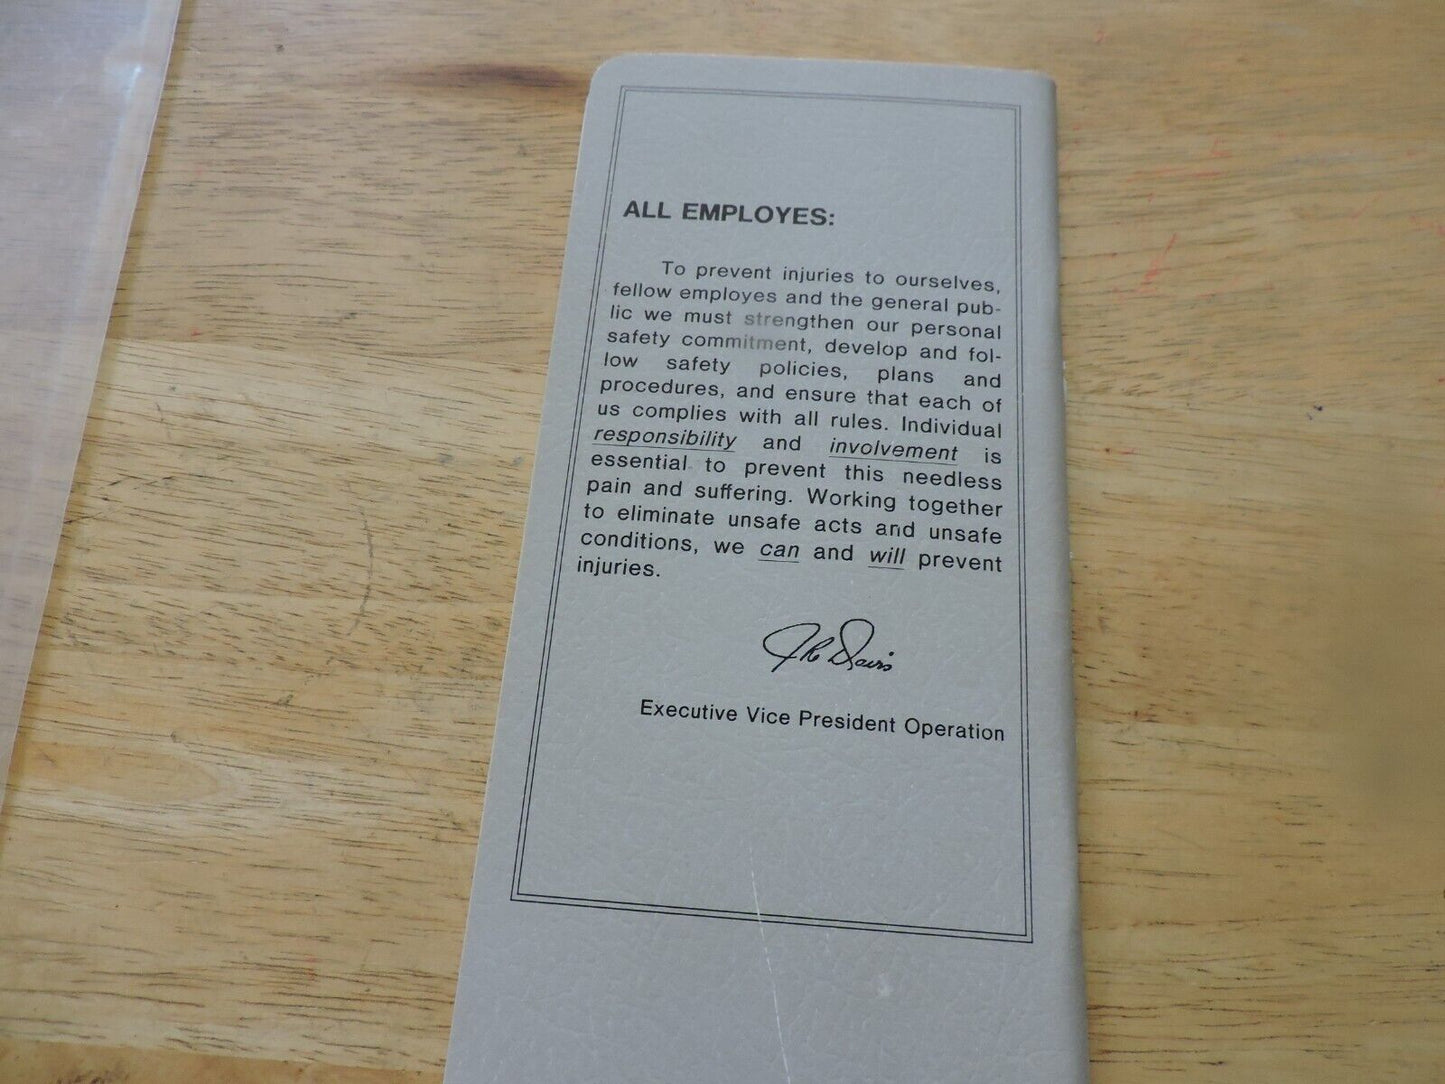 ALL EMPLOYES:
To prevent injuries to ourselves,
fellow employes and the general pub-
lic we must strengthen our personal
safety commitment, develop and fol-
low safety policies, plans and
procedures, and ensure that each of
us complies with all rules. Individual
responsibility and involvement is
essential to prevent this needless
pain and suffering. Working together
to eliminate unsafe acts and unsafe
conditions, we can and will prevent
injuries.
JR Davis
Executive Vice President Operation